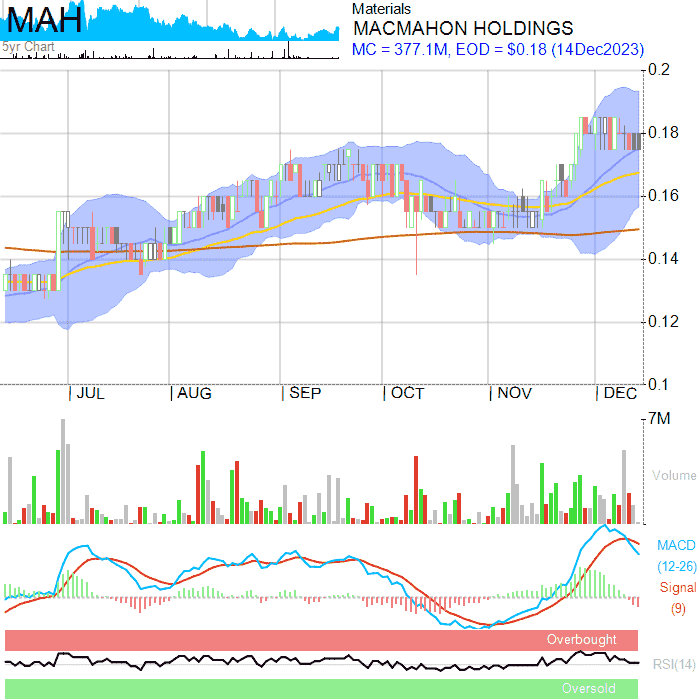 MAH
5yr Chart
Materials
MACMAHON HOLDINGS
MC = 377.1M, EOD = $0.18 (14Dec2023)
0.2
0.18
0.16
0.14
0.12
0.1
JUL
AUG
SEP
OCT
NOV
DEC
7M
Volume
MACD
(12-26)
Signal
(9)
Overbought
RSI(14)
Oversold